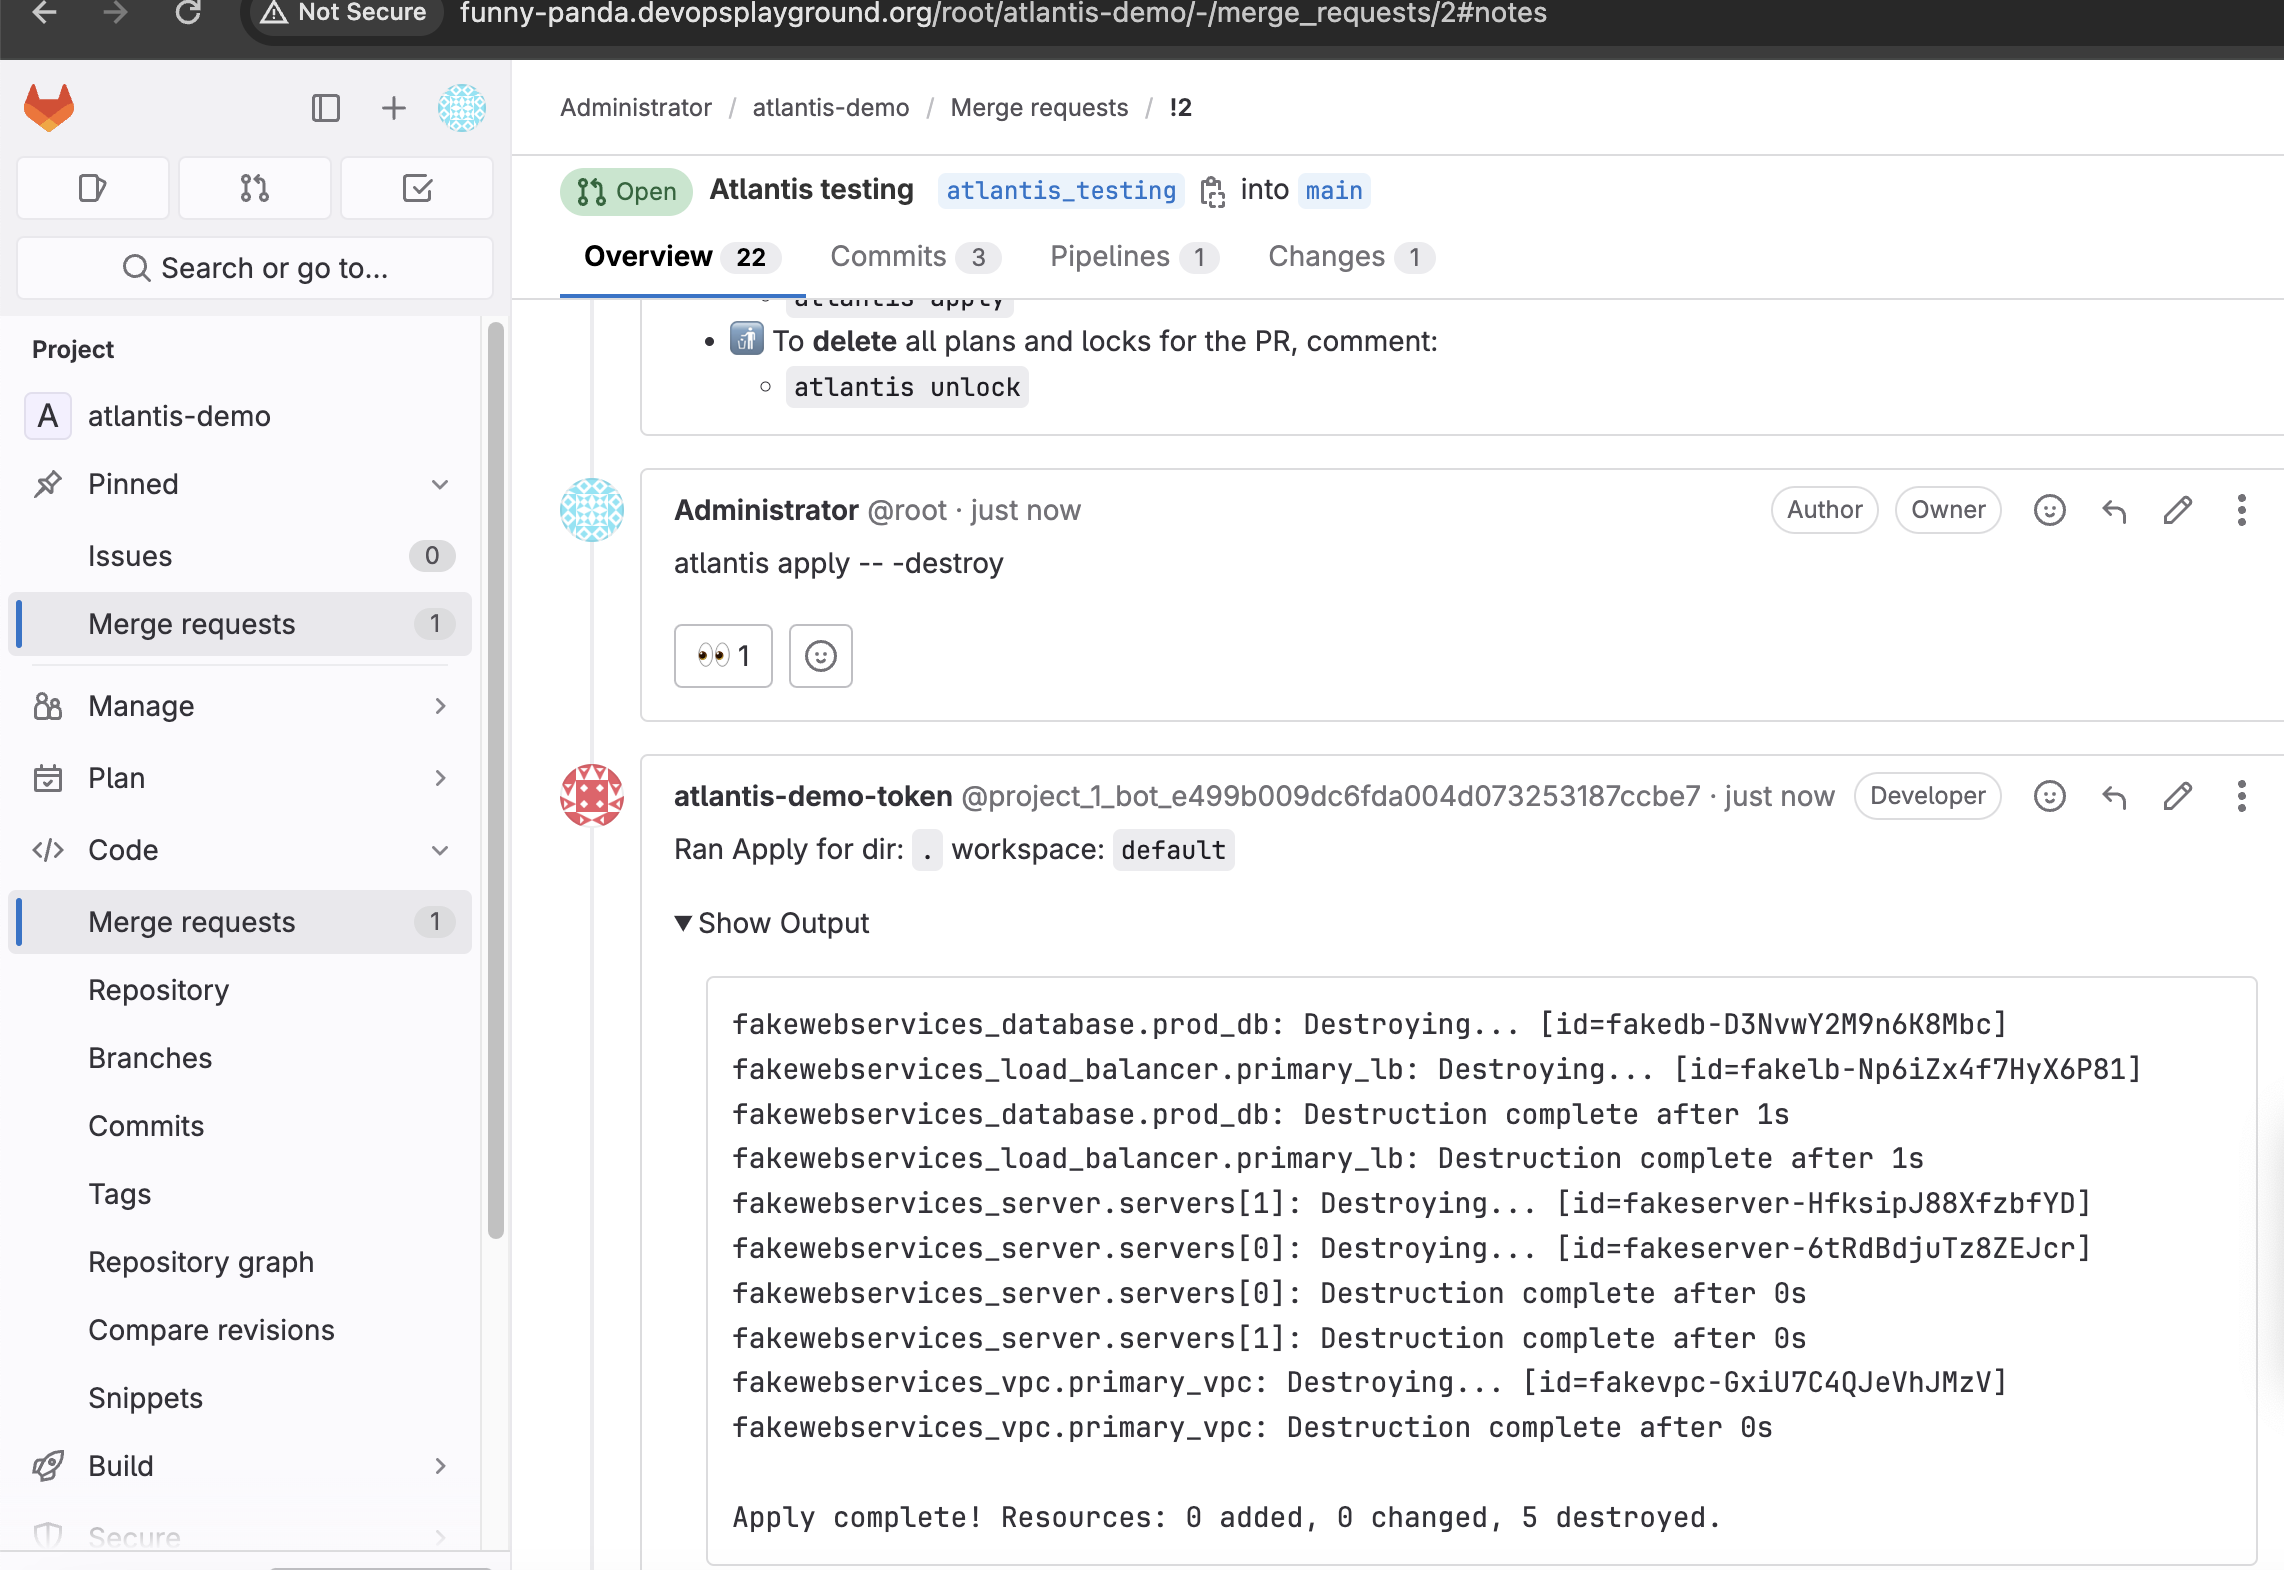 Not Secure funny-panda.devopsplayground.org/root/atlantis-demo/-/merge_requests/2#notes
Administrator / atlantis-demo / Merge requests / !2
Open Atlantis testing atlantis_testing into main
Overview 22 Commits 3 Pipelines 1 Changes 1
Search or go to...
Project
A atlantis-demo
Pinned
Issues 0
Merge requests 1
Manage
Plan
Code
Merge requests 1
Repository
Branches
Commits
Tags
Repository graph
Compare revisions
Snippets
Build
Secure
atlantis apply
• To delete all plans and locks for the PR, comment:
atlantis unlock
Administrator @root · just now Author Owner
atlantis apply -- -destroy
1
atlantis-demo-token @project_1_bot_e499b009dc6fda004d073253187ccbe7 · just now Developer
Ran Apply for dir: . workspace: default
▼ Show Output
fakewebservices_database.prod_db: Destroying... [id=fakedb-D3NvwY2M9n6K8Mbc]
fakewebservices_load_balancer.primary_lb: Destroying... [id=fakelb-Np6iZx4f7HyX6P81]
fakewebservices_database.prod_db: Destruction complete after 1s
fakewebservices_load_balancer.primary_lb: Destruction complete after 1s
fakewebservices_server.servers[1]: Destroying... [id=fakeserver-HfksipJ88XfzbfYD]
fakewebservices_server.servers[0]: Destroying... [id=fakeserver-6tRdBdjuTz8ZEJcr]
fakewebservices_server.servers[0]: Destruction complete after 0s
fakewebservices_server.servers[1]: Destruction complete after 0s
fakewebservices_vpc.primary_vpc: Destroying... [id=fakevpc-GxiU7C4QJeVhJMzV]
fakewebservices_vpc.primary_vpc: Destruction complete after 0s
Apply complete! Resources: 0 added, 0 changed, 5 destroyed.